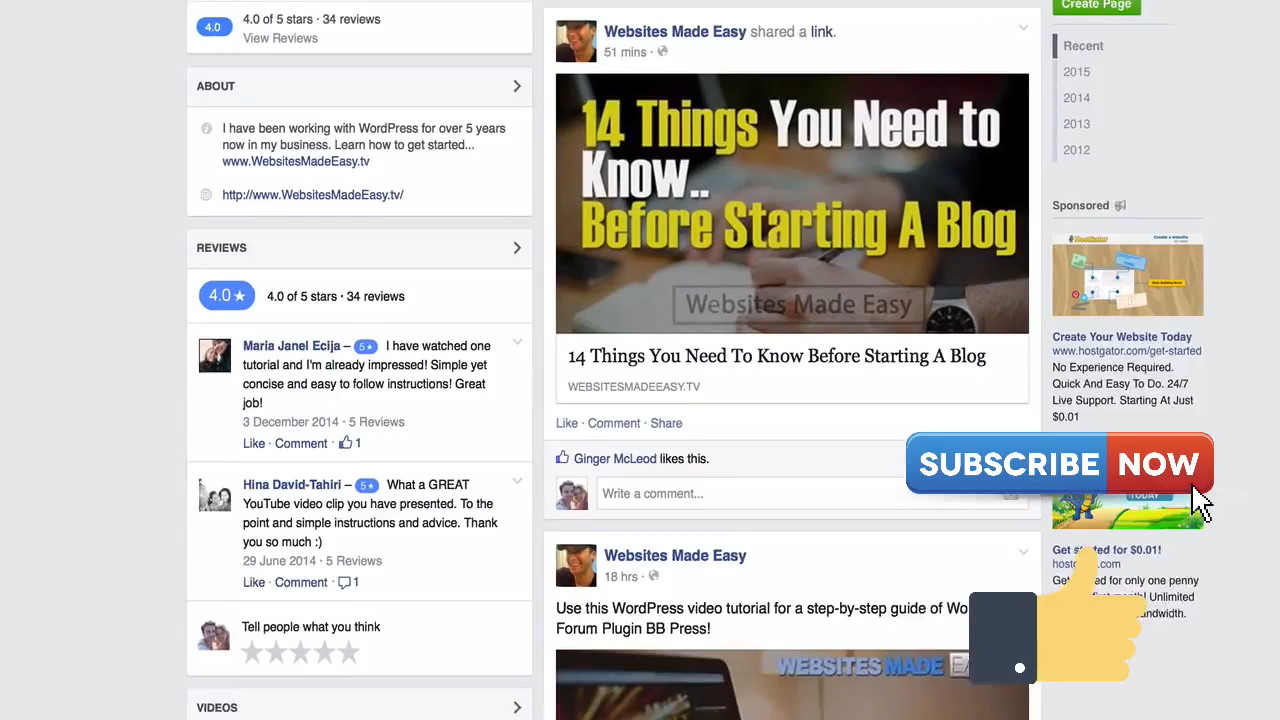 4.0
4.0 of 5 stars · 34 reviews
View Reviews
ABOUT
I have been working with WordPress for over 5 years
now in my business. Learn how to get started...
www.WebsitesMadeEasy.tv
http://www.WebsitesMadeEasy.tv/
REVIEWS
4.0★
4.0 of 5 stars · 34 reviews
Maria Janel Ecija – 5★ I have watched one
tutorial and I'm already impressed! Simple yet
concise and easy to follow instructions! Great
job!
3 December 2014 · 5 Reviews
Like · Comment · 1
Hina David-Tahiri – 5★ What a GREAT
YouTube video clip you have presented. To the
point and simple instructions and advice. Thank
you so much :)
29 June 2014 · 5 Reviews
Like · Comment · 1
Tell people what you think
VIDEOS
Websites Made Easy shared a link.
51 mins ·
14 Things You Need to
Know..
Before Starting A Blog
Websites Made Easy
14 Things You Need To Know Before Starting A Blog
WEBSITESMADEEASY.TV
Like · Comment · Share
Ginger McLeod likes this.
Write a comment...
Websites Made Easy
18 hrs ·
Use this WordPress video tutorial for a step-by-step guide of
Forum Plugin BB Press!
WEBSITES MADE
Create Page
Recent
2015
2014
2013
2012
Sponsored
HostGator
Create a website
Create Your Website Today
www.hostgator.com/get-started
No Experience Required.
Quick And Easy To Do. 24/7
Live Support. Starting At Just
$0.01
SUBSCRIBE NOW
TODAY
for $0.01!
for only one penny
Unlimited